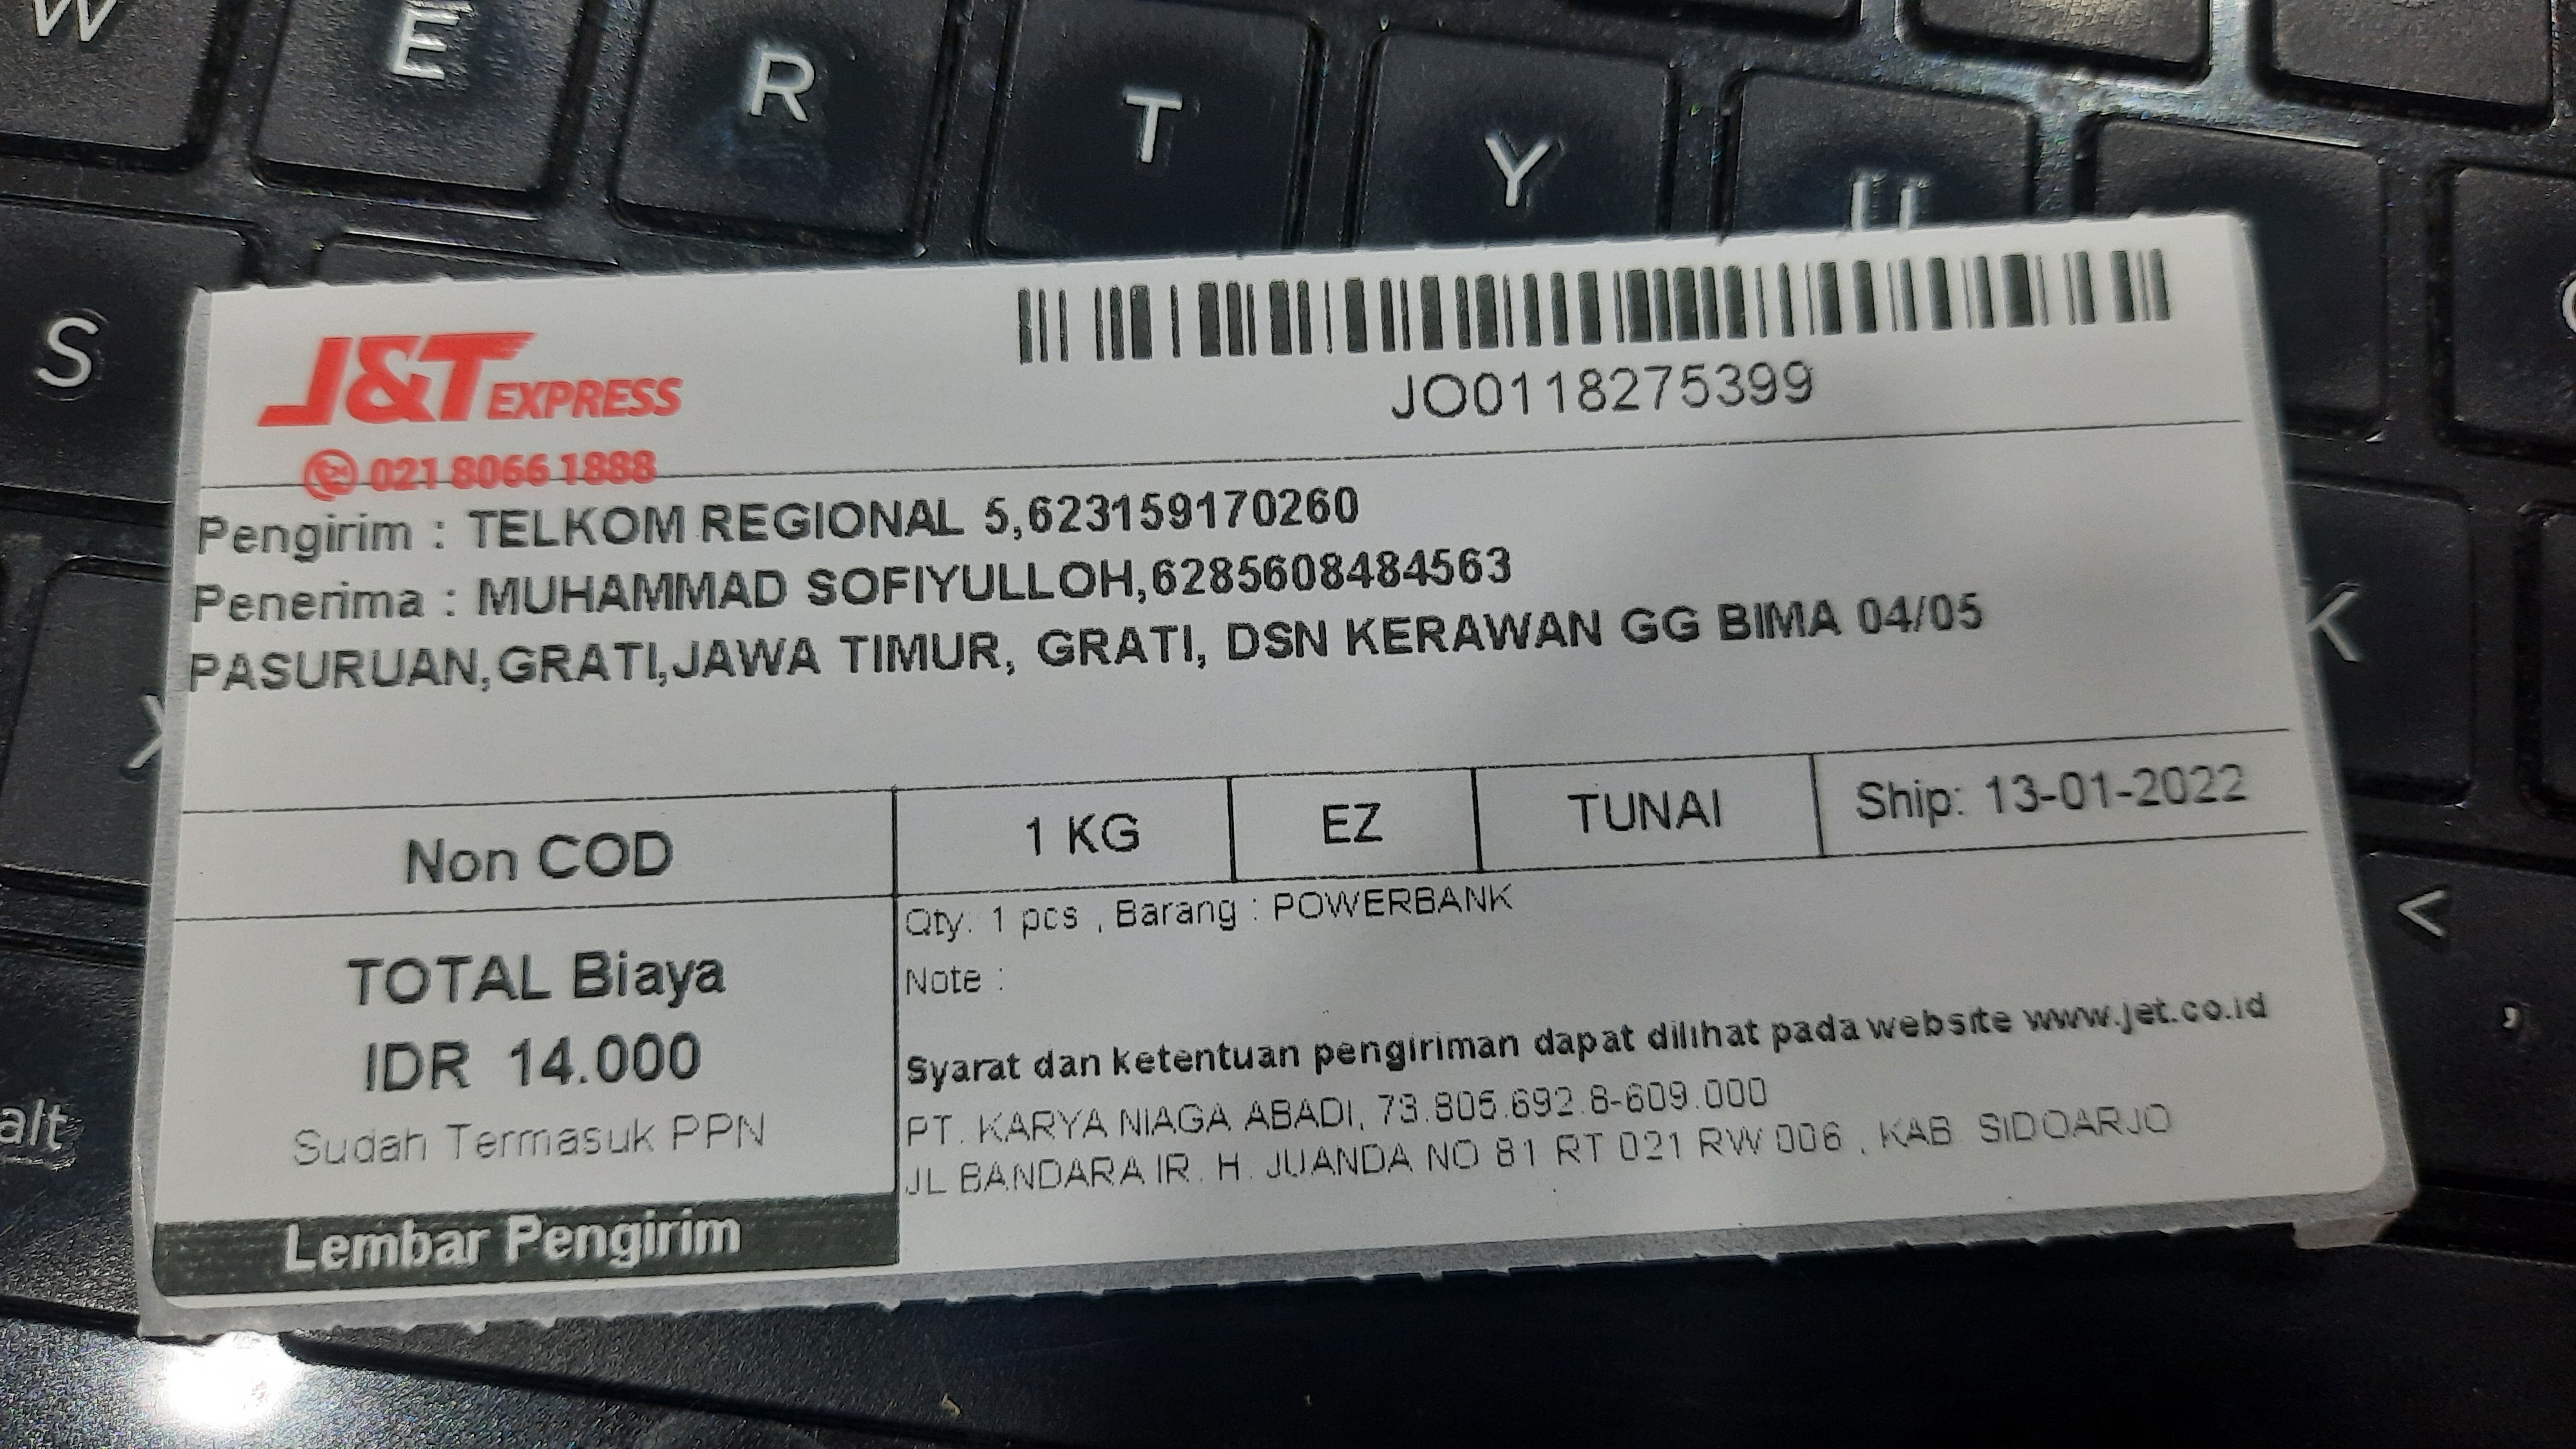 J&T EXPRESS
021 8066 1888
JO0118275399
Pengirim : TELKOM REGIONAL 5,623159170260
Penerima : MUHAMMAD SOFIYULLOH,6285608484563
PASURUAN,GRATI,JAWA TIMUR, GRATI, DSN KERAWAN GG BIMA 04/05
Non COD
1 KG
EZ
TUNAI
Ship: 13-01-2022
TOTAL Biaya
IDR 14.000
Sudah Termasuk PPN
Lembar Pengirim
Qty. 1 pcs , Barang : POWERBANK
Note :
Syarat dan ketentuan pengiriman dapat dilihat pada website www.jet.co.id
PT. KARYA NIAGA ABADI, 73.806.692.8-609.000
JL BANDARA IR. H. JUANDA NO 81 RT 021 RW 006 , KAB SIDOARJO
alt
S
W
E
R
T
Y
K
<
,